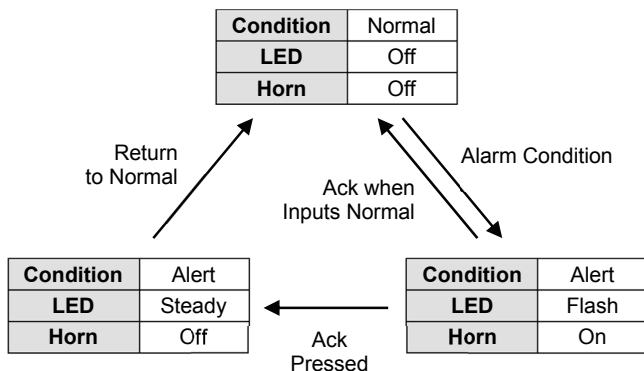 Condition Normal
LED Off
Horn Off
Return
to Normal
Ack when
Inputs Normal
Alarm Condition
Condition Alert
LED Steady
Horn Off
Ack
Pressed
Condition Alert
LED Flash
Horn On